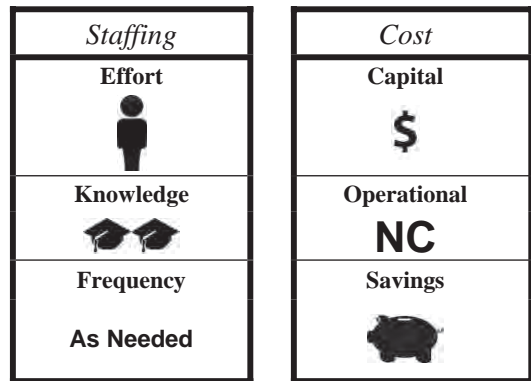 Staffing
Effort
Knowledge
Frequency
As Needed
Cost
Capital
$
Operational
NC
Savings